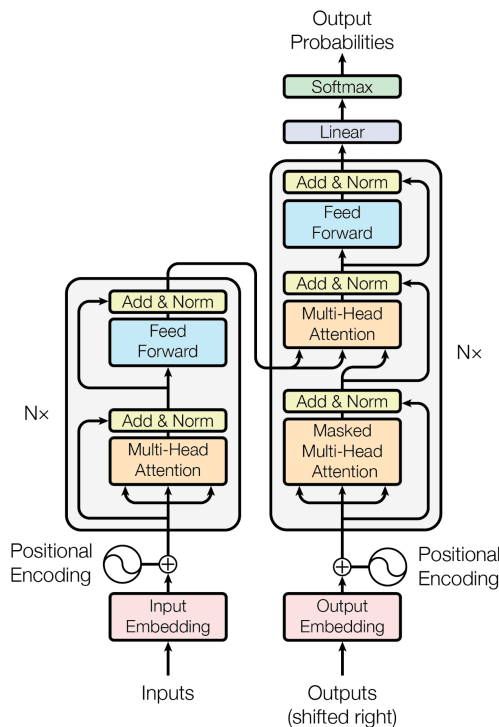 Output
Probabilities
Softmax
Linear
Add & Norm
Feed
Forward
Add & Norm
Multi-Head
Attention
Add & Norm
Masked
Multi-Head
Attention
N×
Add & Norm
Feed
Forward
Add & Norm
Multi-Head
Attention
N×
Positional
Encoding
Positional
Encoding
Input
Embedding
Output
Embedding
Inputs
Outputs
(shifted right)